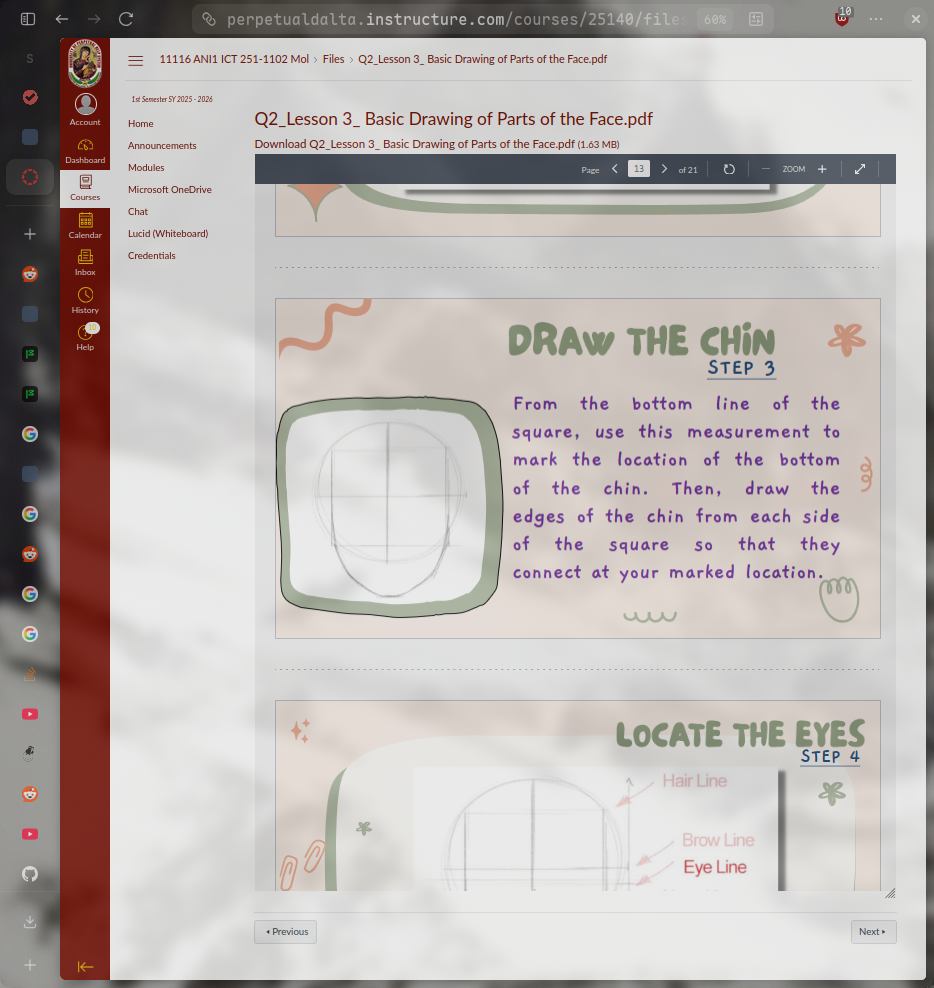 perpetualdalta.instructure.com/courses/25140/files
60%
10
S
11116 ANI1 ICT 251-1102 Mol › Files › Q2_Lesson 3_ Basic Drawing of Parts of the Face.pdf
Account
Dashboard
Courses
Calendar
Inbox
History
10
Help
1st Semester SY 2025 - 2026
Home
Announcements
Modules
Microsoft OneDrive
Chat
Lucid (Whiteboard)
Credentials
Q2_Lesson 3_ Basic Drawing of Parts of the Face.pdf
Download Q2_Lesson 3_ Basic Drawing of Parts of the Face.pdf (1.63 MB)
Page 13 of 21 ZOOM
DRAW THE CHIN
STEP 3
From the bottom line of the
square, use this measurement to
mark the location of the bottom
of the chin. Then, draw the
edges of the chin from each side
of the square so that they
connect at your marked location.
LOCATE THE EYES
STEP 4
Hair Line
Brow Line
Eye Line
Previous
Next